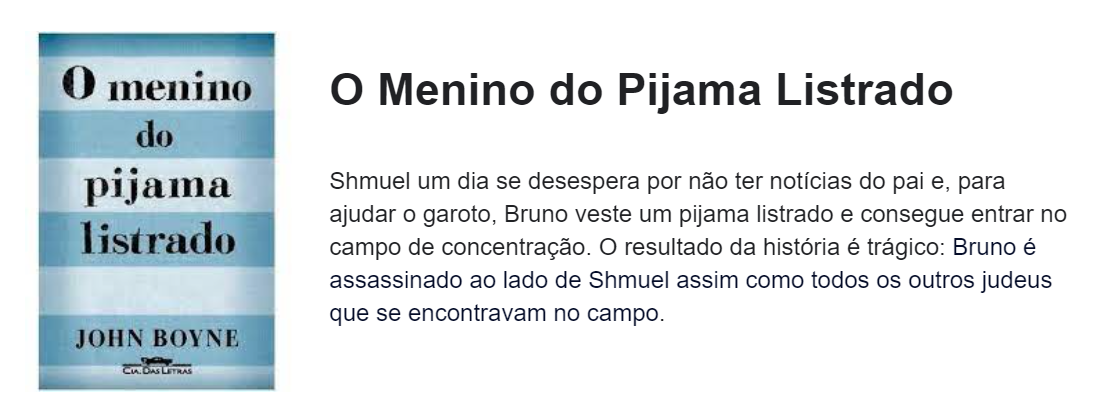 O menino
do
pijama
listrado
JOHN BOYNE
CIA. DAS LETRAS
O Menino do Pijama Listrado
Shmuel um dia se desespera por não ter notícias do pai e, para
ajudar o garoto, Bruno veste um pijama listrado e consegue entrar no
campo de concentração. O resultado da história é trágico: Bruno é
assassinado ao lado de Shmuel assim como todos os outros judeus
que se encontravam no campo.